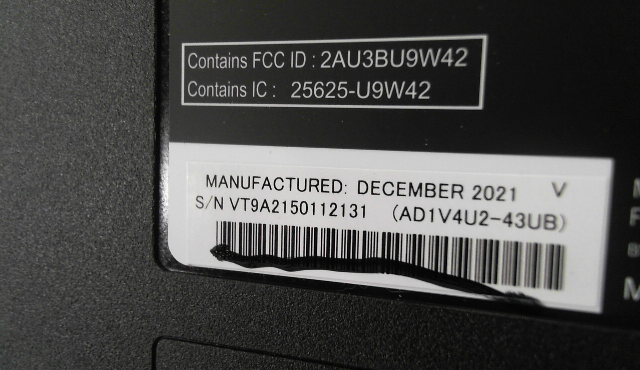 Contains FCC ID : 2AU3BU9W42
Contains IC : 25625-U9W42
MANUFACTURED: DECEMBER 2021 V
S/N VT9A2150112131 (AD1V4U2-43UB)